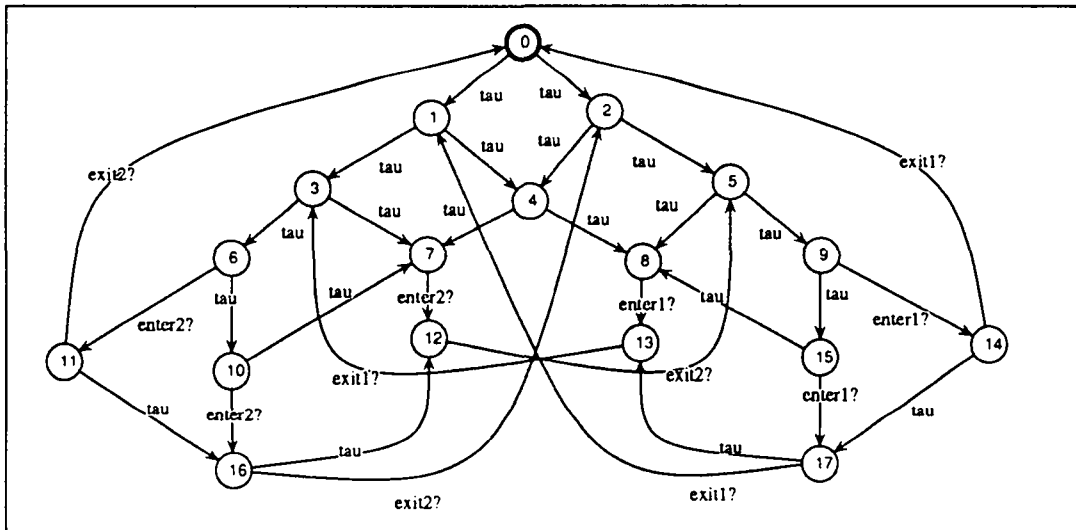 0
tau tau
1 2
tau tau
exit2? tau tau exit1?
3 5
4
tau tau tau
tau tau tau
6 7 8 9
tau tau tau tau
enter2? enter1?
enter2? enter1?
11 10 12 13 15 14
exit1? exit2?
tau enter2? enter1? tau
16 tau tau 17
exit2? exit1?